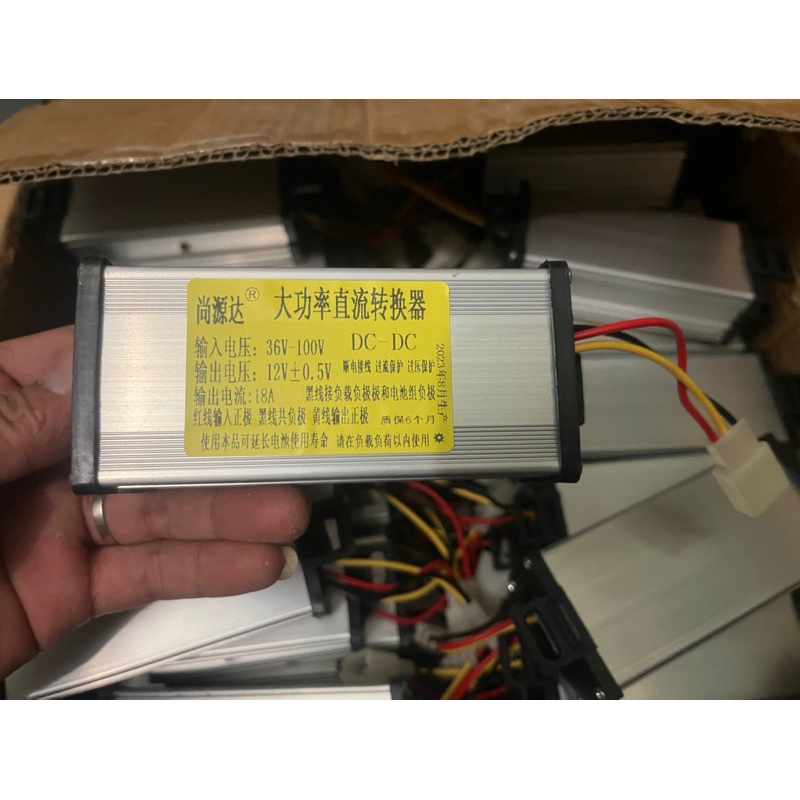 尚源达® 大功率直流转换器
输入电压: 36V-100V DC-DC
输出电压: 12V±0.5V 断电接线 过载保护 过压保护
输出电流:18A 黑线接负载负极极和电池组负极
红线输入正极 黑线共负极 黄线输出正极 质保6个月
使用本品可延长电池使用寿命 请在负载负荷以内使用
2023年8月生产